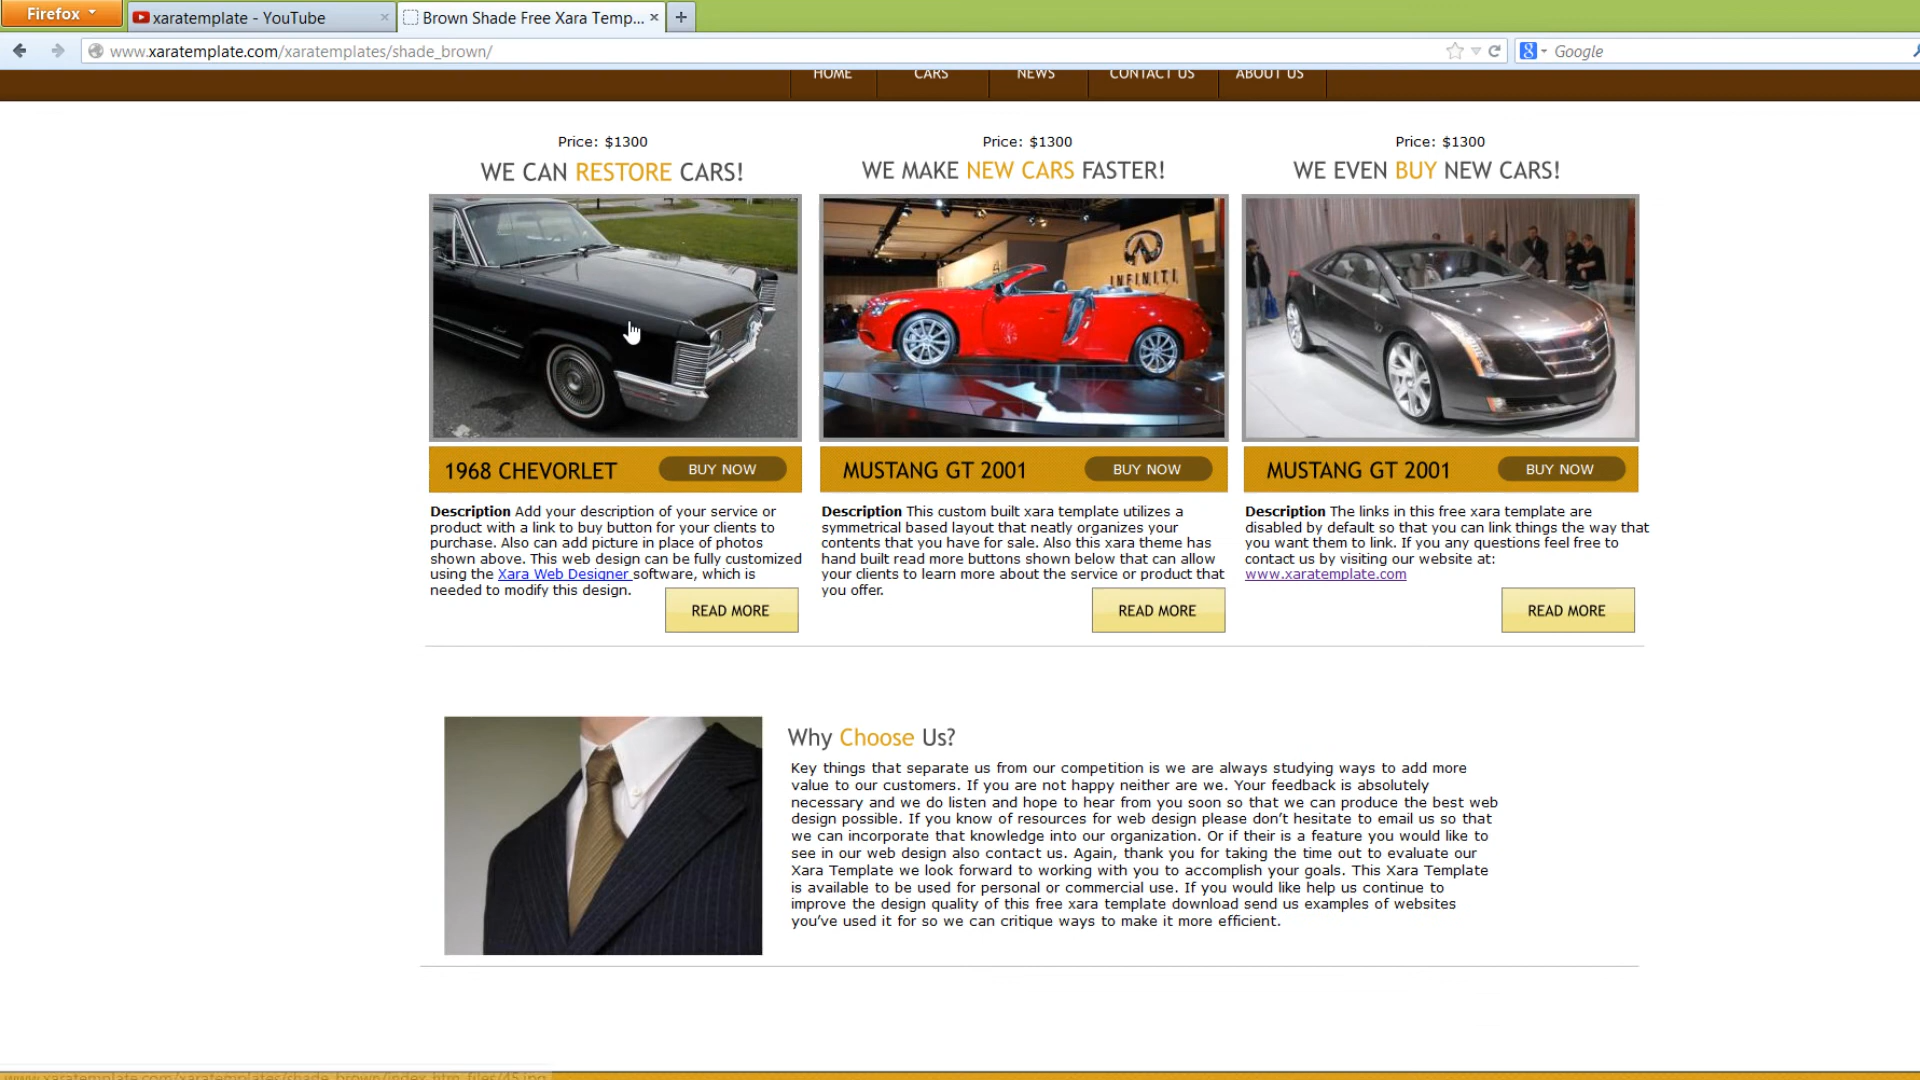 Firefox
xaratemplate - YouTube
Brown Shade Free Xara Temp...
www.xaratemplate.com/xaratemplates/shade_brown/
Google
HOME
CARS
NEWS
CONTACT US
ABOUT US
Price: $1300
WE CAN RESTORE CARS!
Price: $1300
WE MAKE NEW CARS FASTER!
Price: $1300
WE EVEN BUY NEW CARS!
INFINITI
1968 CHEVORLET
BUY NOW
MUSTANG GT 2001
BUY NOW
MUSTANG GT 2001
BUY NOW
Description Add your description of your service or
product with a link to buy button for your clients to
purchase. Also can add picture in place of photos
shown above. This web design can be fully customized
using the Xara Web Designer software, which is
needed to modify this design.
READ MORE
Description This custom built xara template utilizes a
symmetrical based layout that neatly organizes your
contents that you have for sale. Also this xara theme has
hand built read more buttons shown below that can allow
your clients to learn more about the service or product that
you offer.
READ MORE
Description The links in this free xara template are
disabled by default so that you can link things the way that
you want them to link. If you any questions feel free to
contact us by visiting our website at:
www.xaratemplate.com
READ MORE
Why Choose Us?
Key things that separate us from our competition is we are always studying ways to add more
value to our customers. If you are not happy neither are we. Your feedback is absolutely
necessary and we do listen and hope to hear from you soon so that we can produce the best web
design possible. If you know of resources for web design please don't hesitate to email us so that
we can incorporate that knowledge into our organization. Or if their is a feature you would like to
see in our web design also contact us. Again, thank you for taking the time out to evaluate our
Xara Template we look forward to working with you to accomplish your goals. This Xara Template
is available to be used for personal or commercial use. If you would like help us continue to
improve the design quality of this free xara template download send us examples of websites
you've used it for so we can critique ways to make it more efficient.
www.xaratemplate.com/xaratemplates/shade_brown/index_htm_files/45.jpg